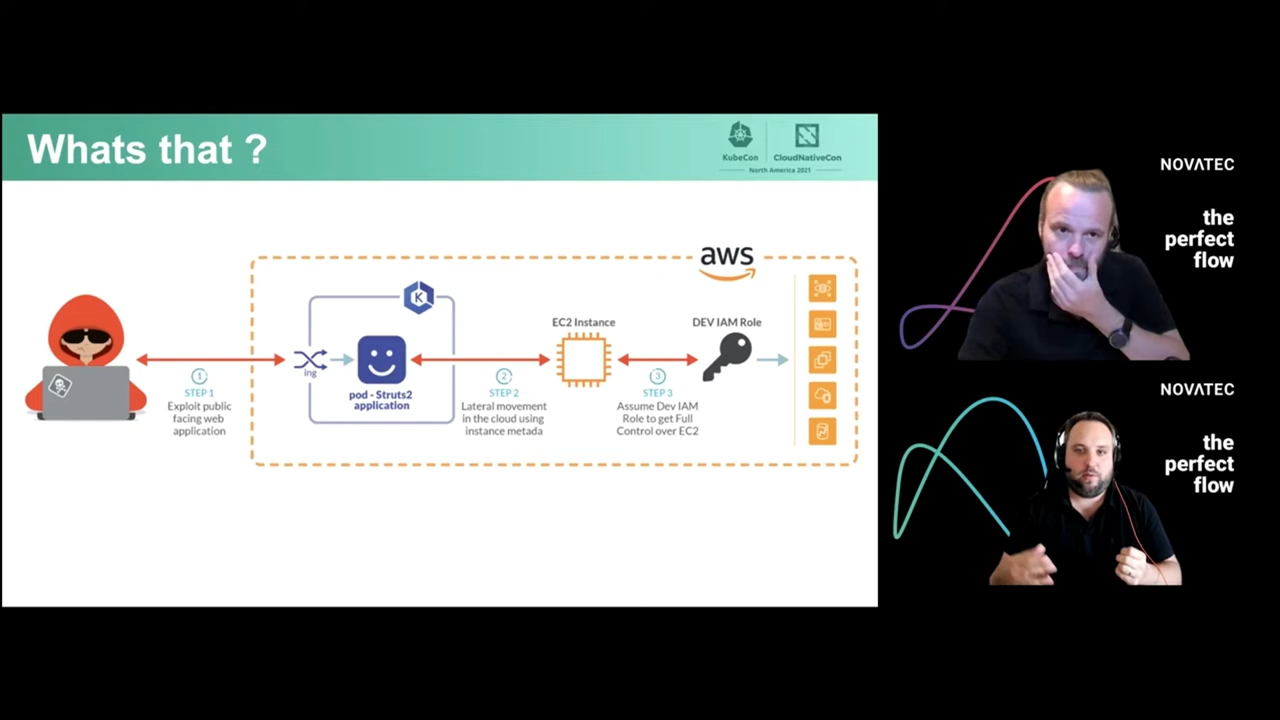 Whats that ?
KubeCon
CloudNativeCon
North America 2021
aws
K
EC2 Instance
DEV IAM Role
ing
pod - Struts2
application
1
STEP 1
Exploit public
facing web
application
2
STEP 2
Lateral movement
in the cloud using
instance metada
3
STEP 3
Assume Dev IAM
Role to get Full
Control over EC2
NOVATEC
the
perfect
flow
NOVATEC
the
perfect
flow